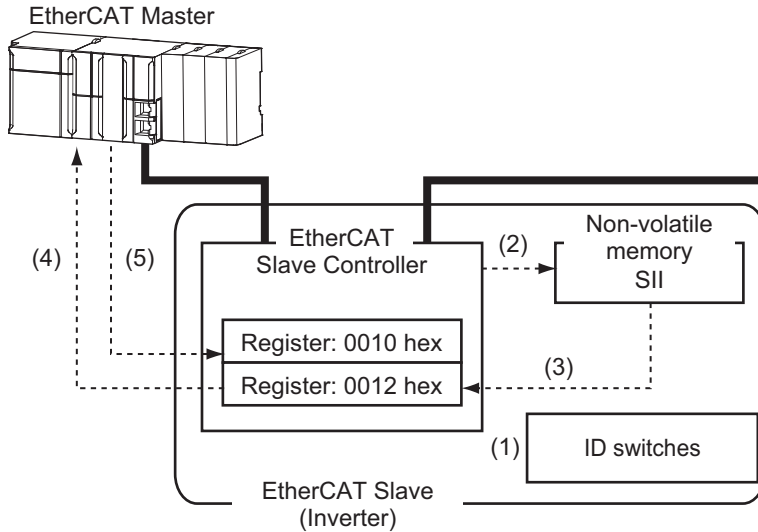 EtherCAT Master
(4)
(5)
EtherCAT
Slave Controller
(2)
Non-volatile
memory
SII
Register: 0010 hex
Register: 0012 hex
(3)
(1)
ID switches
EtherCAT Slave
(Inverter)